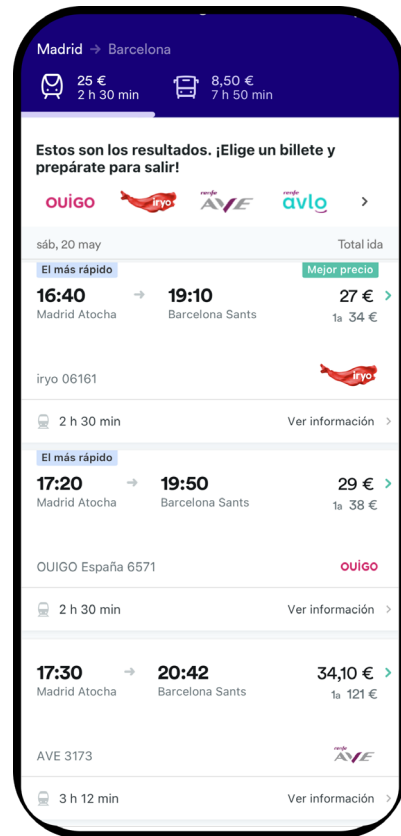 Madrid → Barcelona
25 €
2 h 30 min
8,50 €
7 h 50 min
Estos son los resultados. ¡Elige un billete y
prepárate para salir!
OUIGO iryo renfe AVE renfe avlo
sáb, 20 may Total ida
El más rápido Mejor precio
16:40 → 19:10 27 €
Madrid Atocha Barcelona Sants 1a 34 €
iryo 06161 iryo
2 h 30 min Ver información
El más rápido
17:20 → 19:50 29 €
Madrid Atocha Barcelona Sants 1a 38 €
OUIGO España 6571 OUIGO
2 h 30 min Ver información
17:30 → 20:42 34,10 €
Madrid Atocha Barcelona Sants 1a 121 €
AVE 3173 renfe AVE
3 h 12 min Ver información